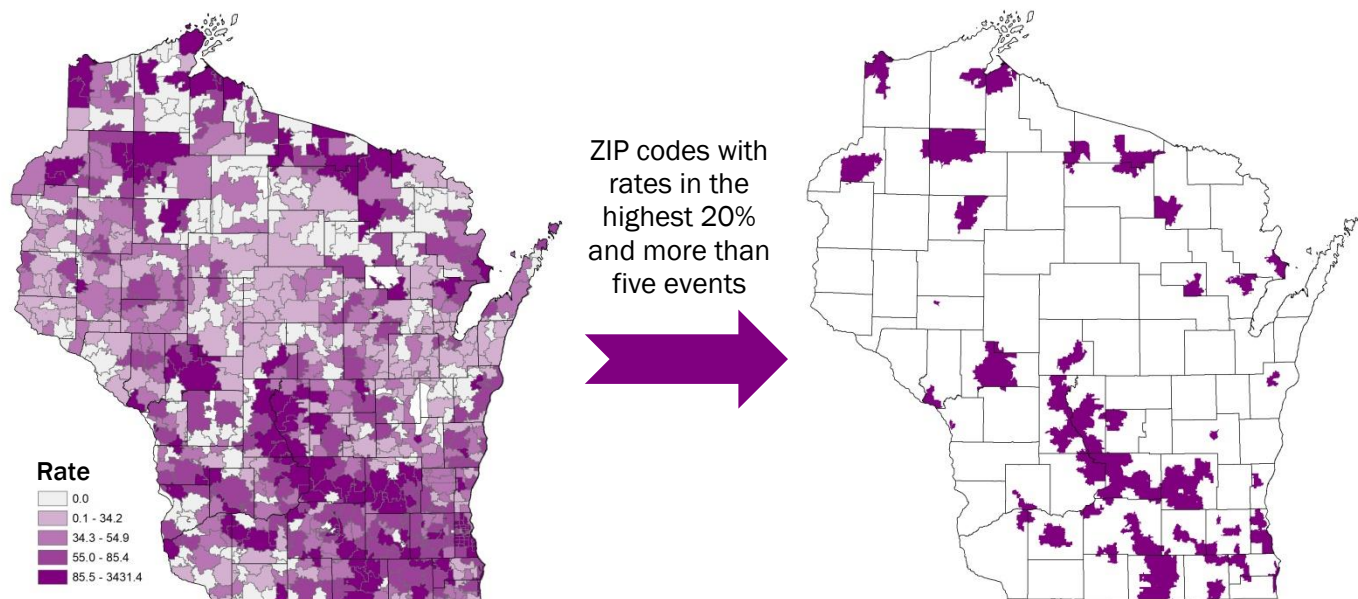 ZIP codes with
rates in the
highest 20%
and more than
five events
Rate
0.0
0.1 - 34.2
34.3 - 54.9
55.0 - 85.4
85.5 - 3431.4